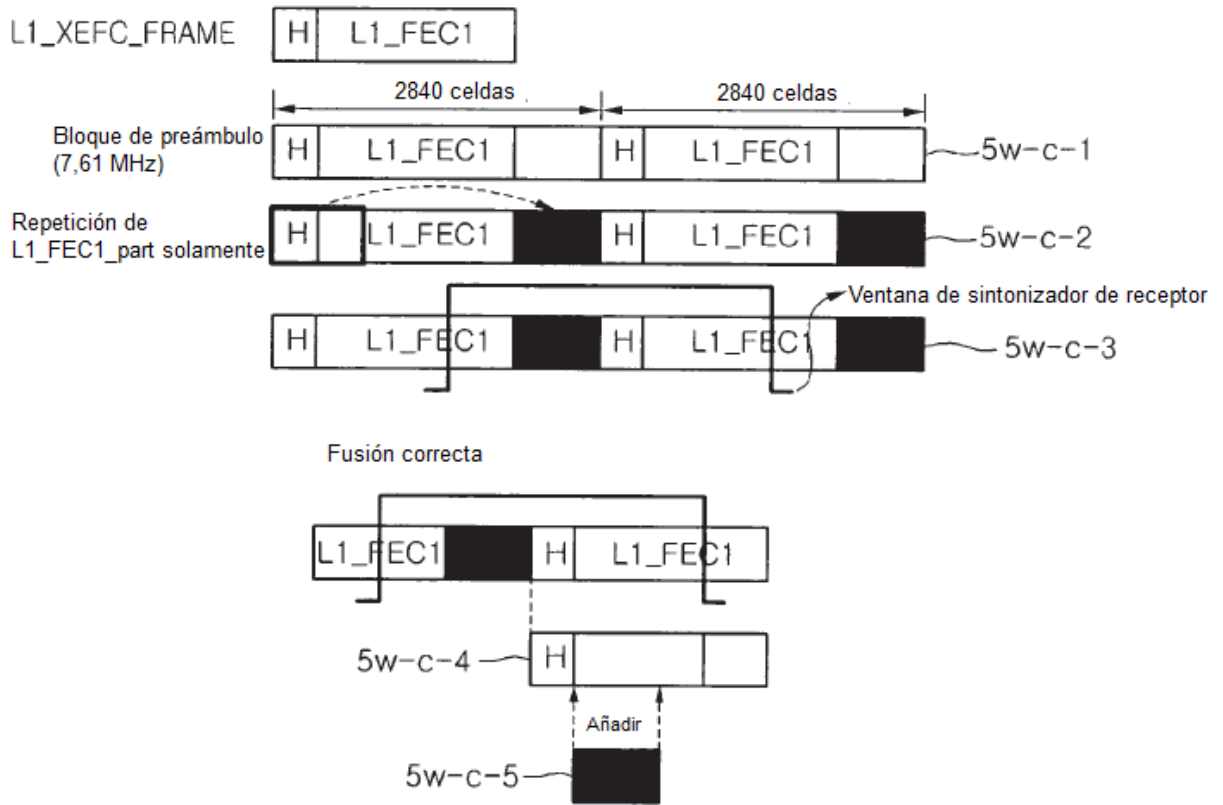 L1_XEFC_FRAME H L1_FEC1
2840 celdas 2840 celdas
Bloque de preámbulo
(7,61 MHz)
H L1_FEC1 H L1_FEC1 5w-c-1
Repetición de
L1_FEC1_part solamente
H L1_FEC1 H L1_FEC1 5w-c-2
Ventana de sintonizador de receptor
H L1_FEC1 H L1_FEC1 5w-c-3
Fusión correcta
L1_FEC1 H L1_FEC1
5w-c-4 H
Añadir
5w-c-5